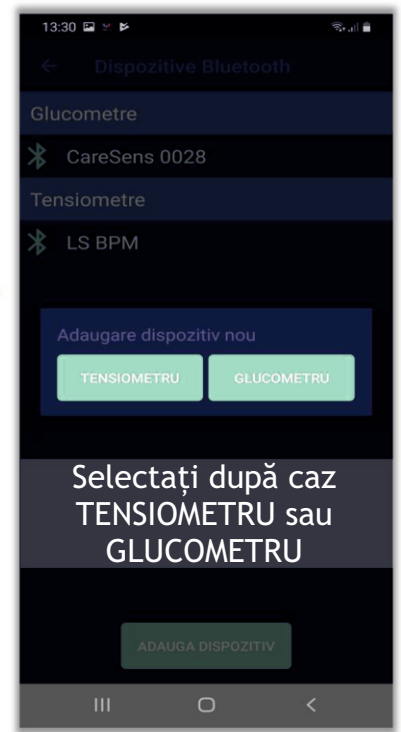 13:30
Dispozitive Bluetooth
Glucometre
CareSens 0028
Tensiometre
LS BPM
Adaugare dispozitiv nou
TENSIOMETRU GLUCOMETRU
Selectați după caz
TENSIOMETRU sau
GLUCOMETRU
ADAUGA DISPOZITIV